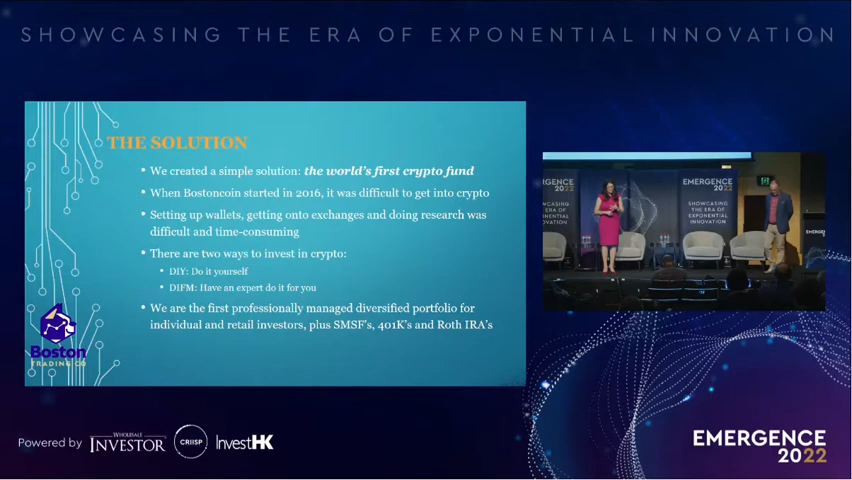 SHOWCASING THE ERA OF EXPONENTIAL INNOVATION
THE SOLUTION
• We created a simple solution: the world's first crypto fund
• When Bostoncoin started in 2016, it was difficult to get into crypto
• Setting up wallets, getting onto exchanges and doing research was
difficult and time-consuming
• There are two ways to invest in crypto:
• DIY: Do it yourself
• DIFM: Have an expert do it for you
• We are the first professionally managed diversified portfolio for
individual and retail investors, plus SMSF's, 401K's and Roth IRA's
Boston
TRADING CO
EMERGENCE
2022
SHOWCASING
THE ERA OF
EXPONENTIAL
INNOVATION
Powered by
WHOLESALE
INVESTOR
CRIISP
InvestHK
EMERGENCE
2022